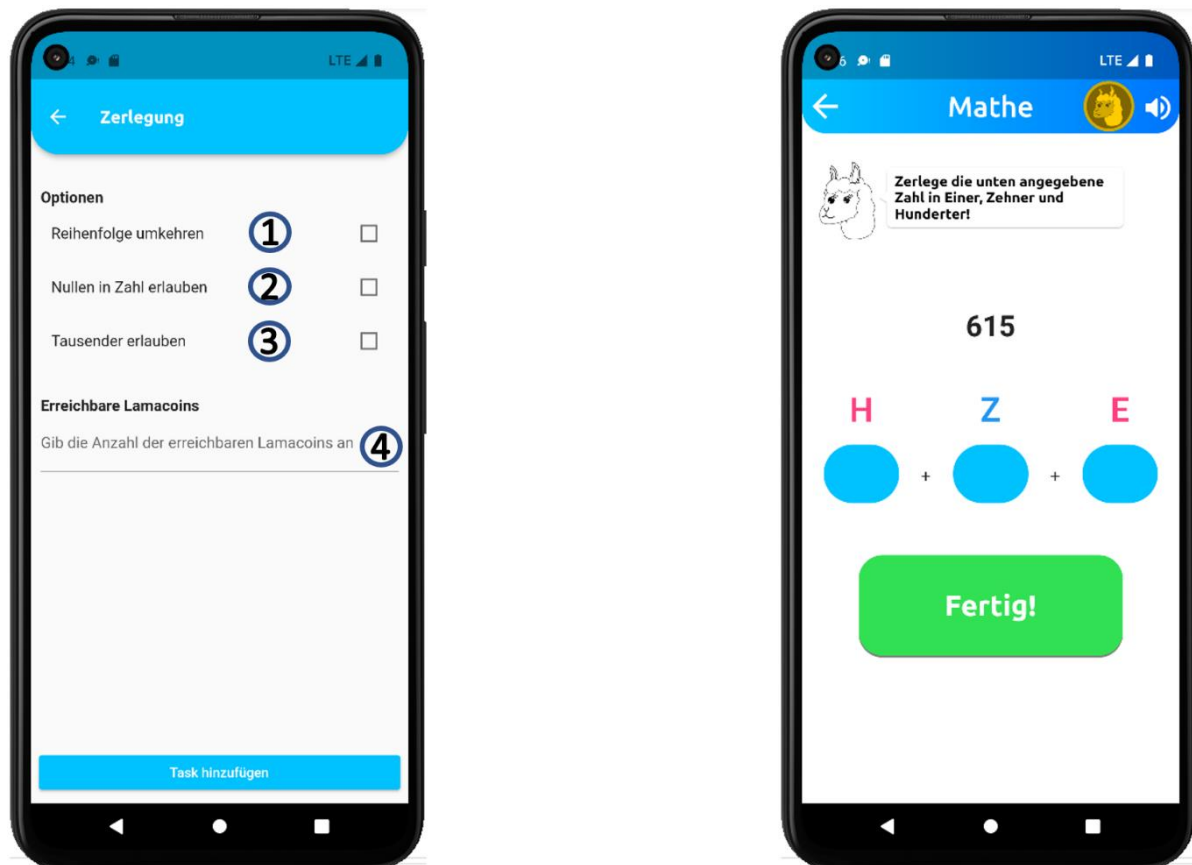 4 LTE
Zerlegung
Optionen
Reihenfolge umkehren 1
Nullen in Zahl erlauben 2
Tausender erlauben 3
Erreichbare Lamacoins
Gib die Anzahl der erreichbaren Lamacoins an 4
Task hinzufügen
6 LTE
Mathe
Zerlege die unten angegebene
Zahl in Einer, Zehner und
Hunderter!
615
H Z E
+ +
Fertig!